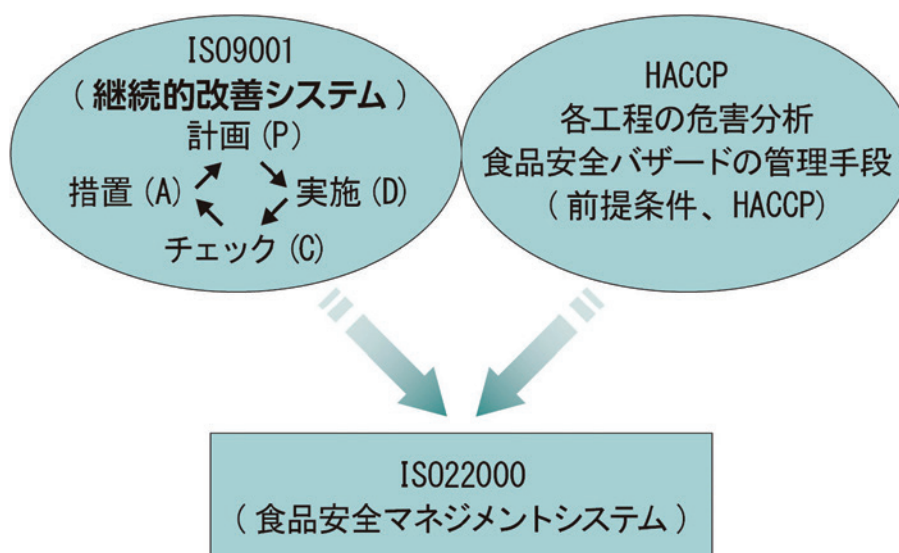 ISO9001
(継続的改善システム)
計画(P)
措置(A)
実施(D)
チェック(C)
HACCP
各工程の危害分析
食品安全バザードの管理手段
(前提条件、HACCP)
ISO22000
(食品安全マネジメントシステム)